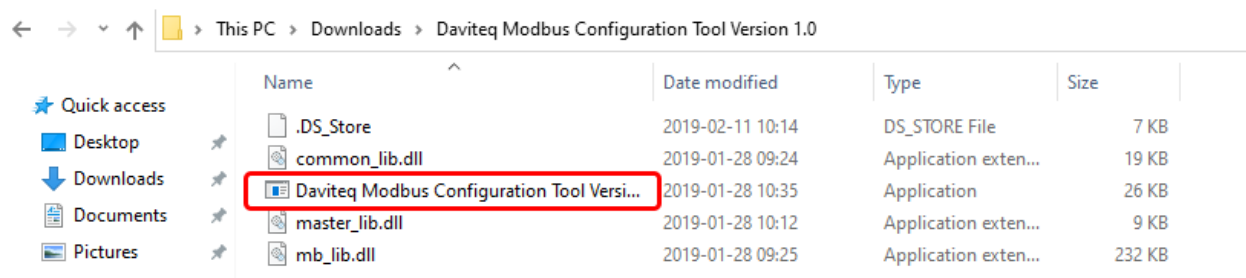 This PC > Downloads > Daviteq Modbus Configuration Tool Version 1.0
Name Date modified Type Size
Quick access
Desktop
Downloads
Documents
Pictures
.DS_Store 2019-02-11 10:14 DS_STORE File 7 KB
common_lib.dll 2019-01-28 09:24 Application exten... 19 KB
Daviteq Modbus Configuration Tool Versi... 2019-01-28 10:35 Application 26 KB
master_lib.dll 2019-01-28 10:12 Application exten... 9 KB
mb_lib.dll 2019-01-28 09:25 Application exten... 232 KB